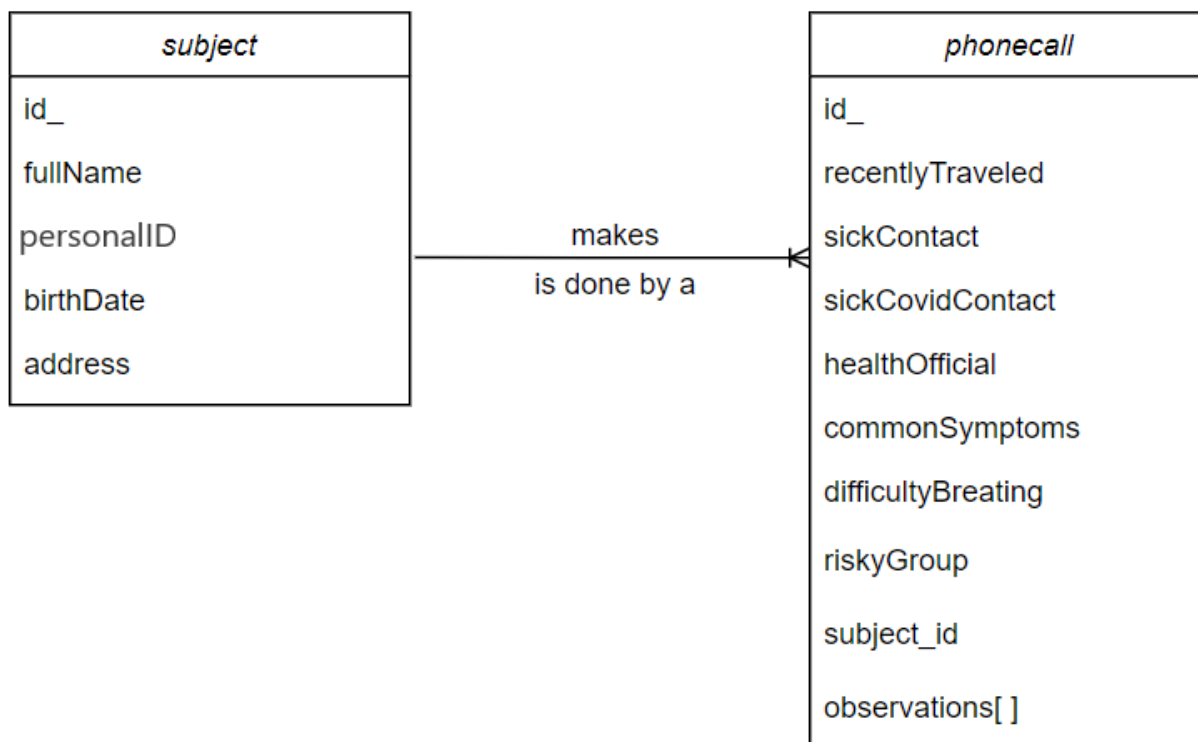 subject
id_
fullName
personalID
birthDate
address
makes
is done by a
phonecall
id_
recentlyTraveled
sickContact
sickCovidContact
healthOfficial
commonSymptoms
difficultyBreating
riskyGroup
subject_id
observations[ ]